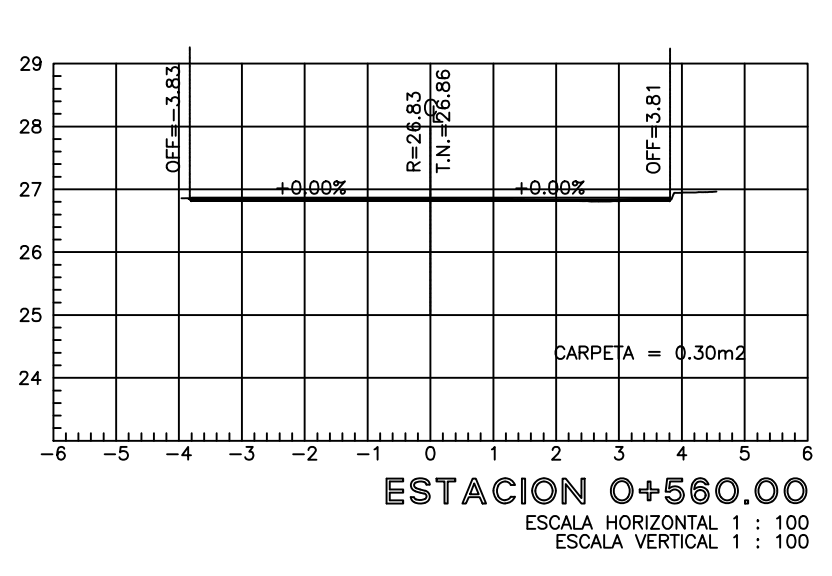 29
28
27
26
25
24
OFF=-3.83
R=26.83
T.N.=26.86
OFF=3.81
+0.00%
+0.00%
CARPETA = 0.30m2
-6 -5 -4 -3 -2 -1 0 1 2 3 4 5 6
ESTACION 0+560.00
ESCALA HORIZONTAL 1 : 100
ESCALA VERTICAL 1 : 100